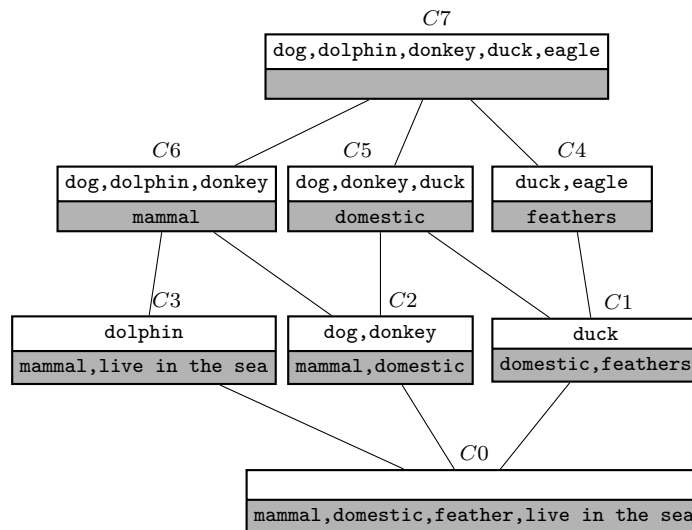 C7
dog,dolphin,donkey,duck,eagle
C6
C5
C4
dog,dolphin,donkey
dog,donkey,duck
duck,eagle
mammal
domestic
feathers
C3
C2
C1
dolphin
dog,donkey
duck
mammal,live in the sea
mammal,domestic
domestic,feathers
C0
mammal,domestic,feather,live in the sea